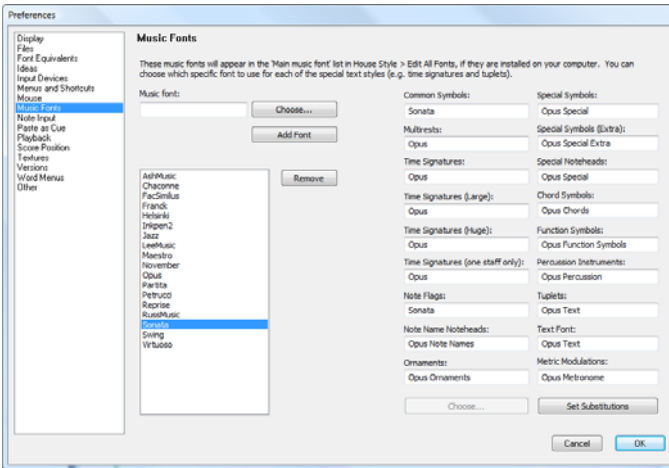 Preferences
Display
Files
Font Equivalents
Ideas
Input Devices
Menus and Shortcuts
Mouse
Music Fonts
Note Input
Paste as Cue
Playback
Score Position
Textures
Versions
Word Menus
Other
Music Fonts
These music fonts will appear in the 'Main music font' list in House Style > Edit All Fonts, if they are installed on your computer. You can
choose which specific font to use for each of the special text styles (e.g. time signatures and tuplets).
Music font:
Choose...
Add Font
AshMusic
Chaconne
FacSimilus
Franck
Helsinki
Inkpen2
Jazz
LeeMusic
Maestro
November
Opus
Partita
Petrucci
Reprise
RussMusic
Sonata
Swing
Virtuoso
Remove
Common Symbols:
Sonata
Multirests:
Opus
Time Signatures:
Opus
Time Signatures (Large):
Opus
Time Signatures (Huge):
Opus
Time Signatures (one staff only):
Opus
Note Flags:
Sonata
Note Name Noteheads:
Opus Note Names
Ornaments:
Opus Ornaments
Choose...
Special Symbols:
Opus Special
Special Symbols (Extra):
Opus Special Extra
Special Noteheads:
Opus Special
Chord Symbols:
Opus Chords
Function Symbols:
Opus Function Symbols
Percussion Instruments:
Opus Percussion
Tuplets:
Opus Text
Text Font:
Opus Text
Metric Modulations:
Opus Metronome
Set Substitutions
Cancel
OK